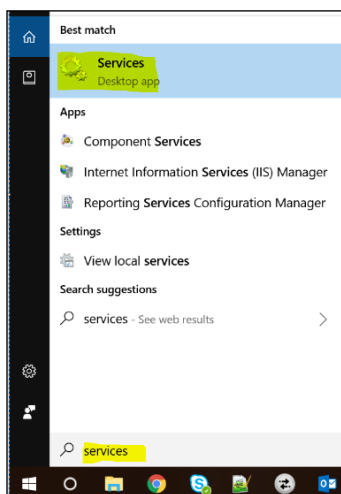 Best match
Services
Desktop app
Apps
Component Services
Internet Information Services (IIS) Manager
Reporting Services Configuration Manager
Settings
View local services
Search suggestions
services - See web results
services